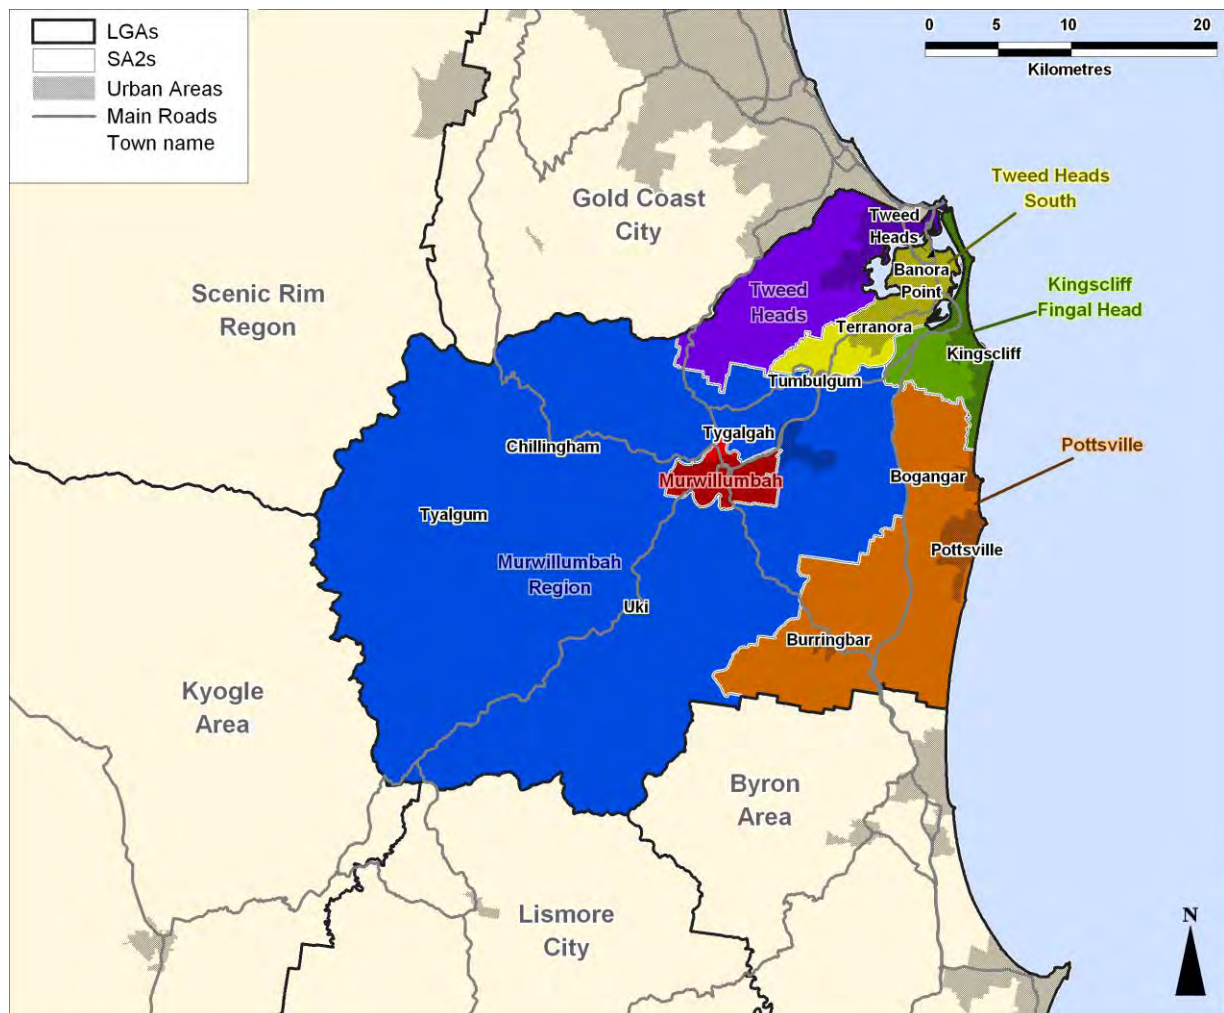 LGAs
SA2s
Urban Areas
Main Roads
Town name
0 5 10 20
Kilometres
Tweed Heads
South
Gold Coast
City
Tweed
Heads
Banora
Point
Kingscliff
Fingal Head
Scenic Rim
Regon
Tweed
Heads
Terranora
Kingscliff
Tumbulgum
Tygalgah
Chillingham
Pottsville
Murwillumbah
Bogangar
Tyalgum
Pottsville
Murwillumbah
Region
Uki
Burringbar
Kyogle
Area
Byron
Area
Lismore
City
N